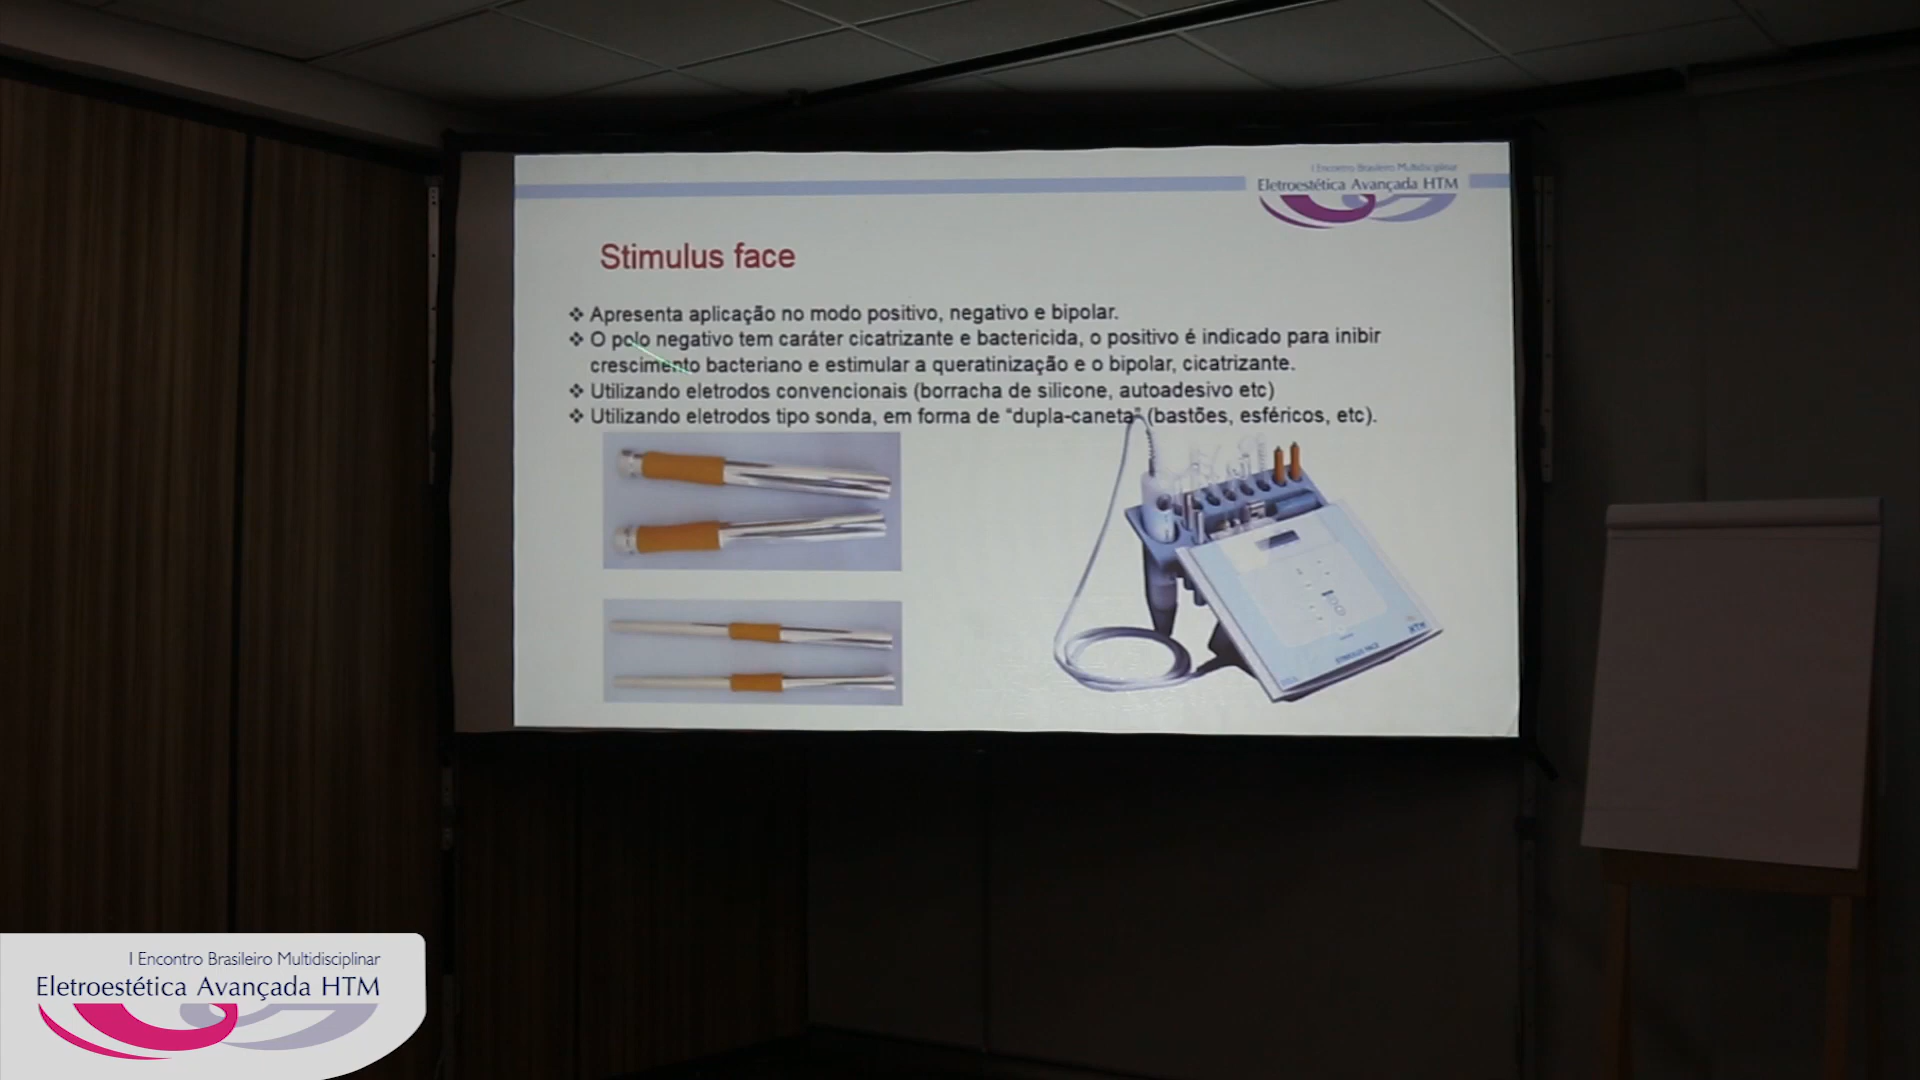 I Encontro Brasileiro Multidisciplinar
Eletroestética Avançada HTM
Stimulus face
❖ Apresenta aplicação no modo positivo, negativo e bipolar.
❖ O polo negativo tem caráter cicatrizante e bactericida, o positivo é indicado para inibir
crescimento bacteriano e estimular a queratinização e o bipolar, cicatrizante.
❖ Utilizando eletrodos convencionais (borracha de silicone, autoadesivo etc)
❖ Utilizando eletrodos tipo sonda, em forma de “dupla-caneta” (bastões, esféricos, etc).
HTM
STIMULUS FACE
I Encontro Brasileiro Multidisciplinar
Eletroestética Avançada HTM